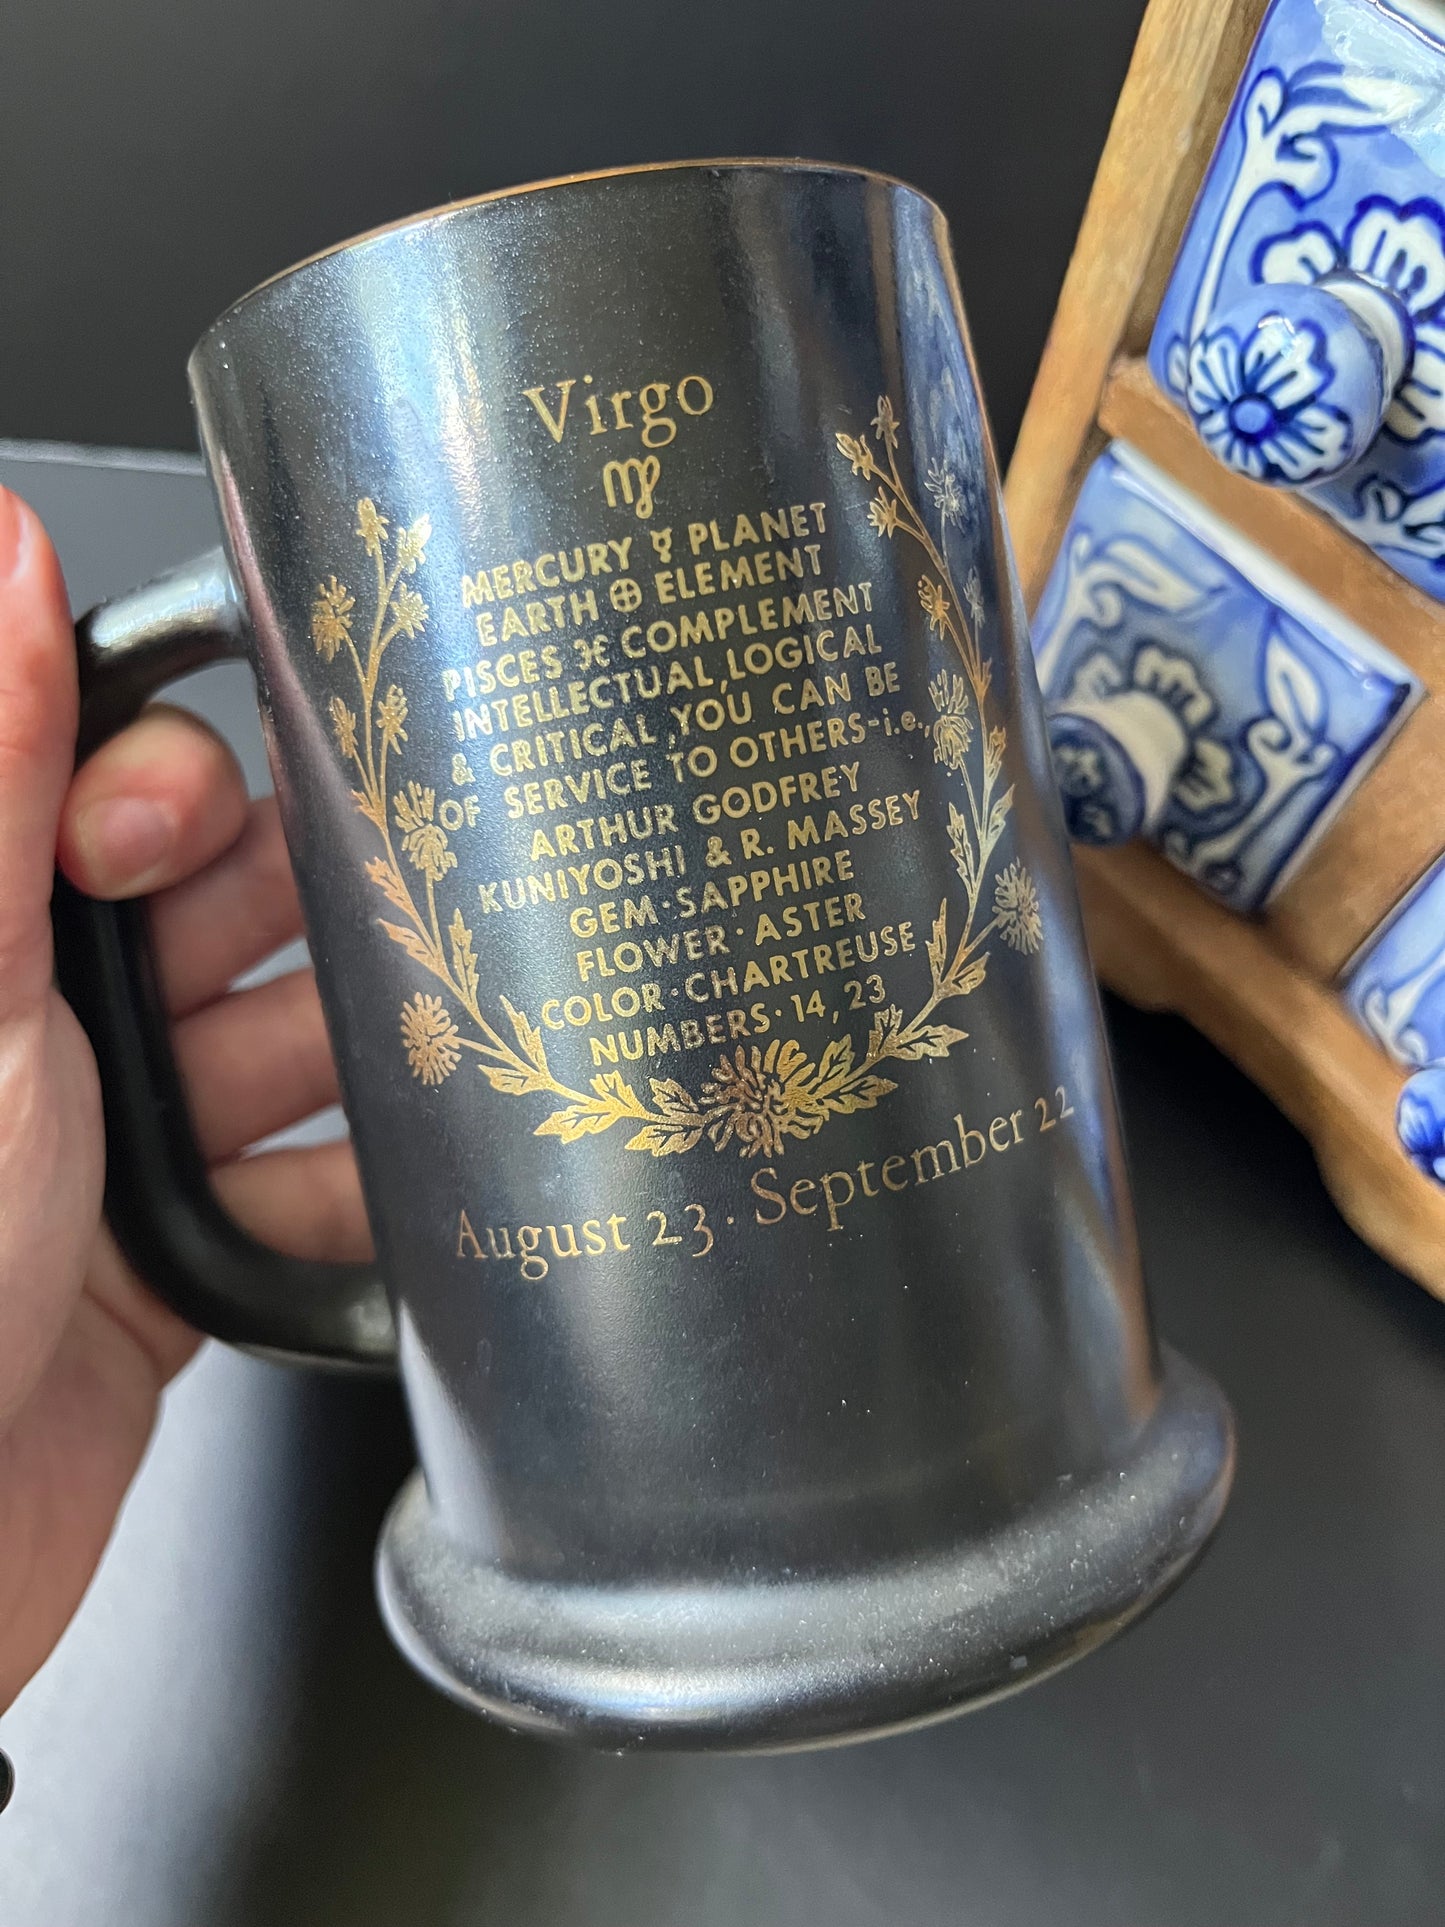 Virgo
♍
MERCURY ☿ PLANET
EARTH ⊕ ELEMENT
PISCES ♓ COMPLEMENT
INTELLECTUAL, LOGICAL
& CRITICAL, YOU CAN BE
OF SERVICE TO OTHERS-i.e.,
ARTHUR GODFREY
KUNIYOSHI & R. MASSEY
GEM·SAPPHIRE
FLOWER·ASTER
COLOR·CHARTREUSE
NUMBERS·14, 23
August 23 · September 22